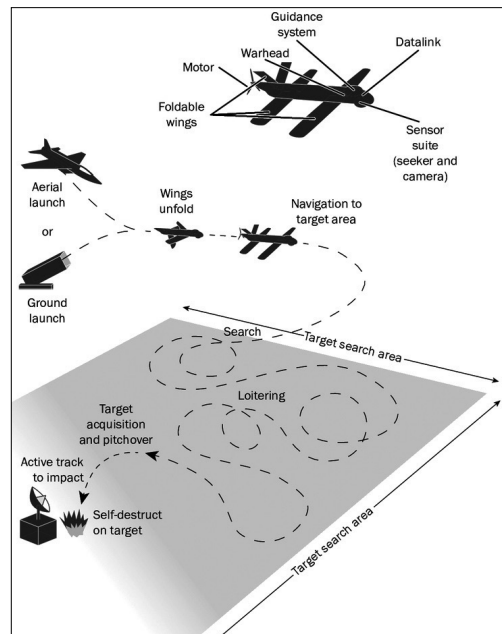 Guidance
system
Warhead
Datalink
Motor
Foldable
wings
Sensor
suite
(seeker and
camera)
Aerial
launch
or
Ground
launch
Wings
unfold
Navigation to
target area
Target search area
Search
Loitering
Target
acquisition
and pitchover
Active track
to impact
Self-destruct
on target
Target search area